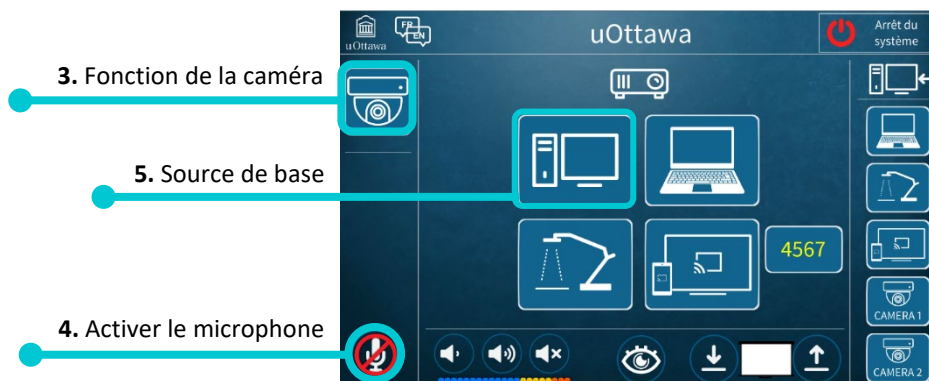 uOttawa
FR
EN
uOttawa
Arrêt du
système
3. Fonction de la caméra
5. Source de base
4567
4. Activer le microphone
CAMERA 1
CAMERA 2